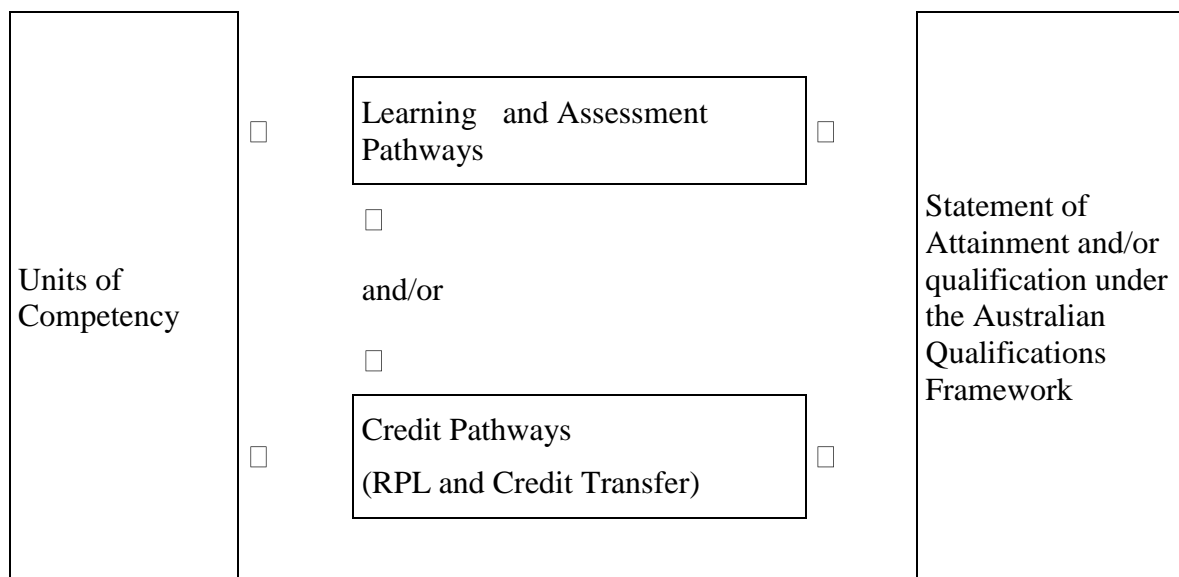 Units of
Competency
Learning and Assessment
Pathways
and/or
Credit Pathways
(RPL and Credit Transfer)
Statement of
Attainment and/or
qualification under
the Australian
Qualifications
Framework